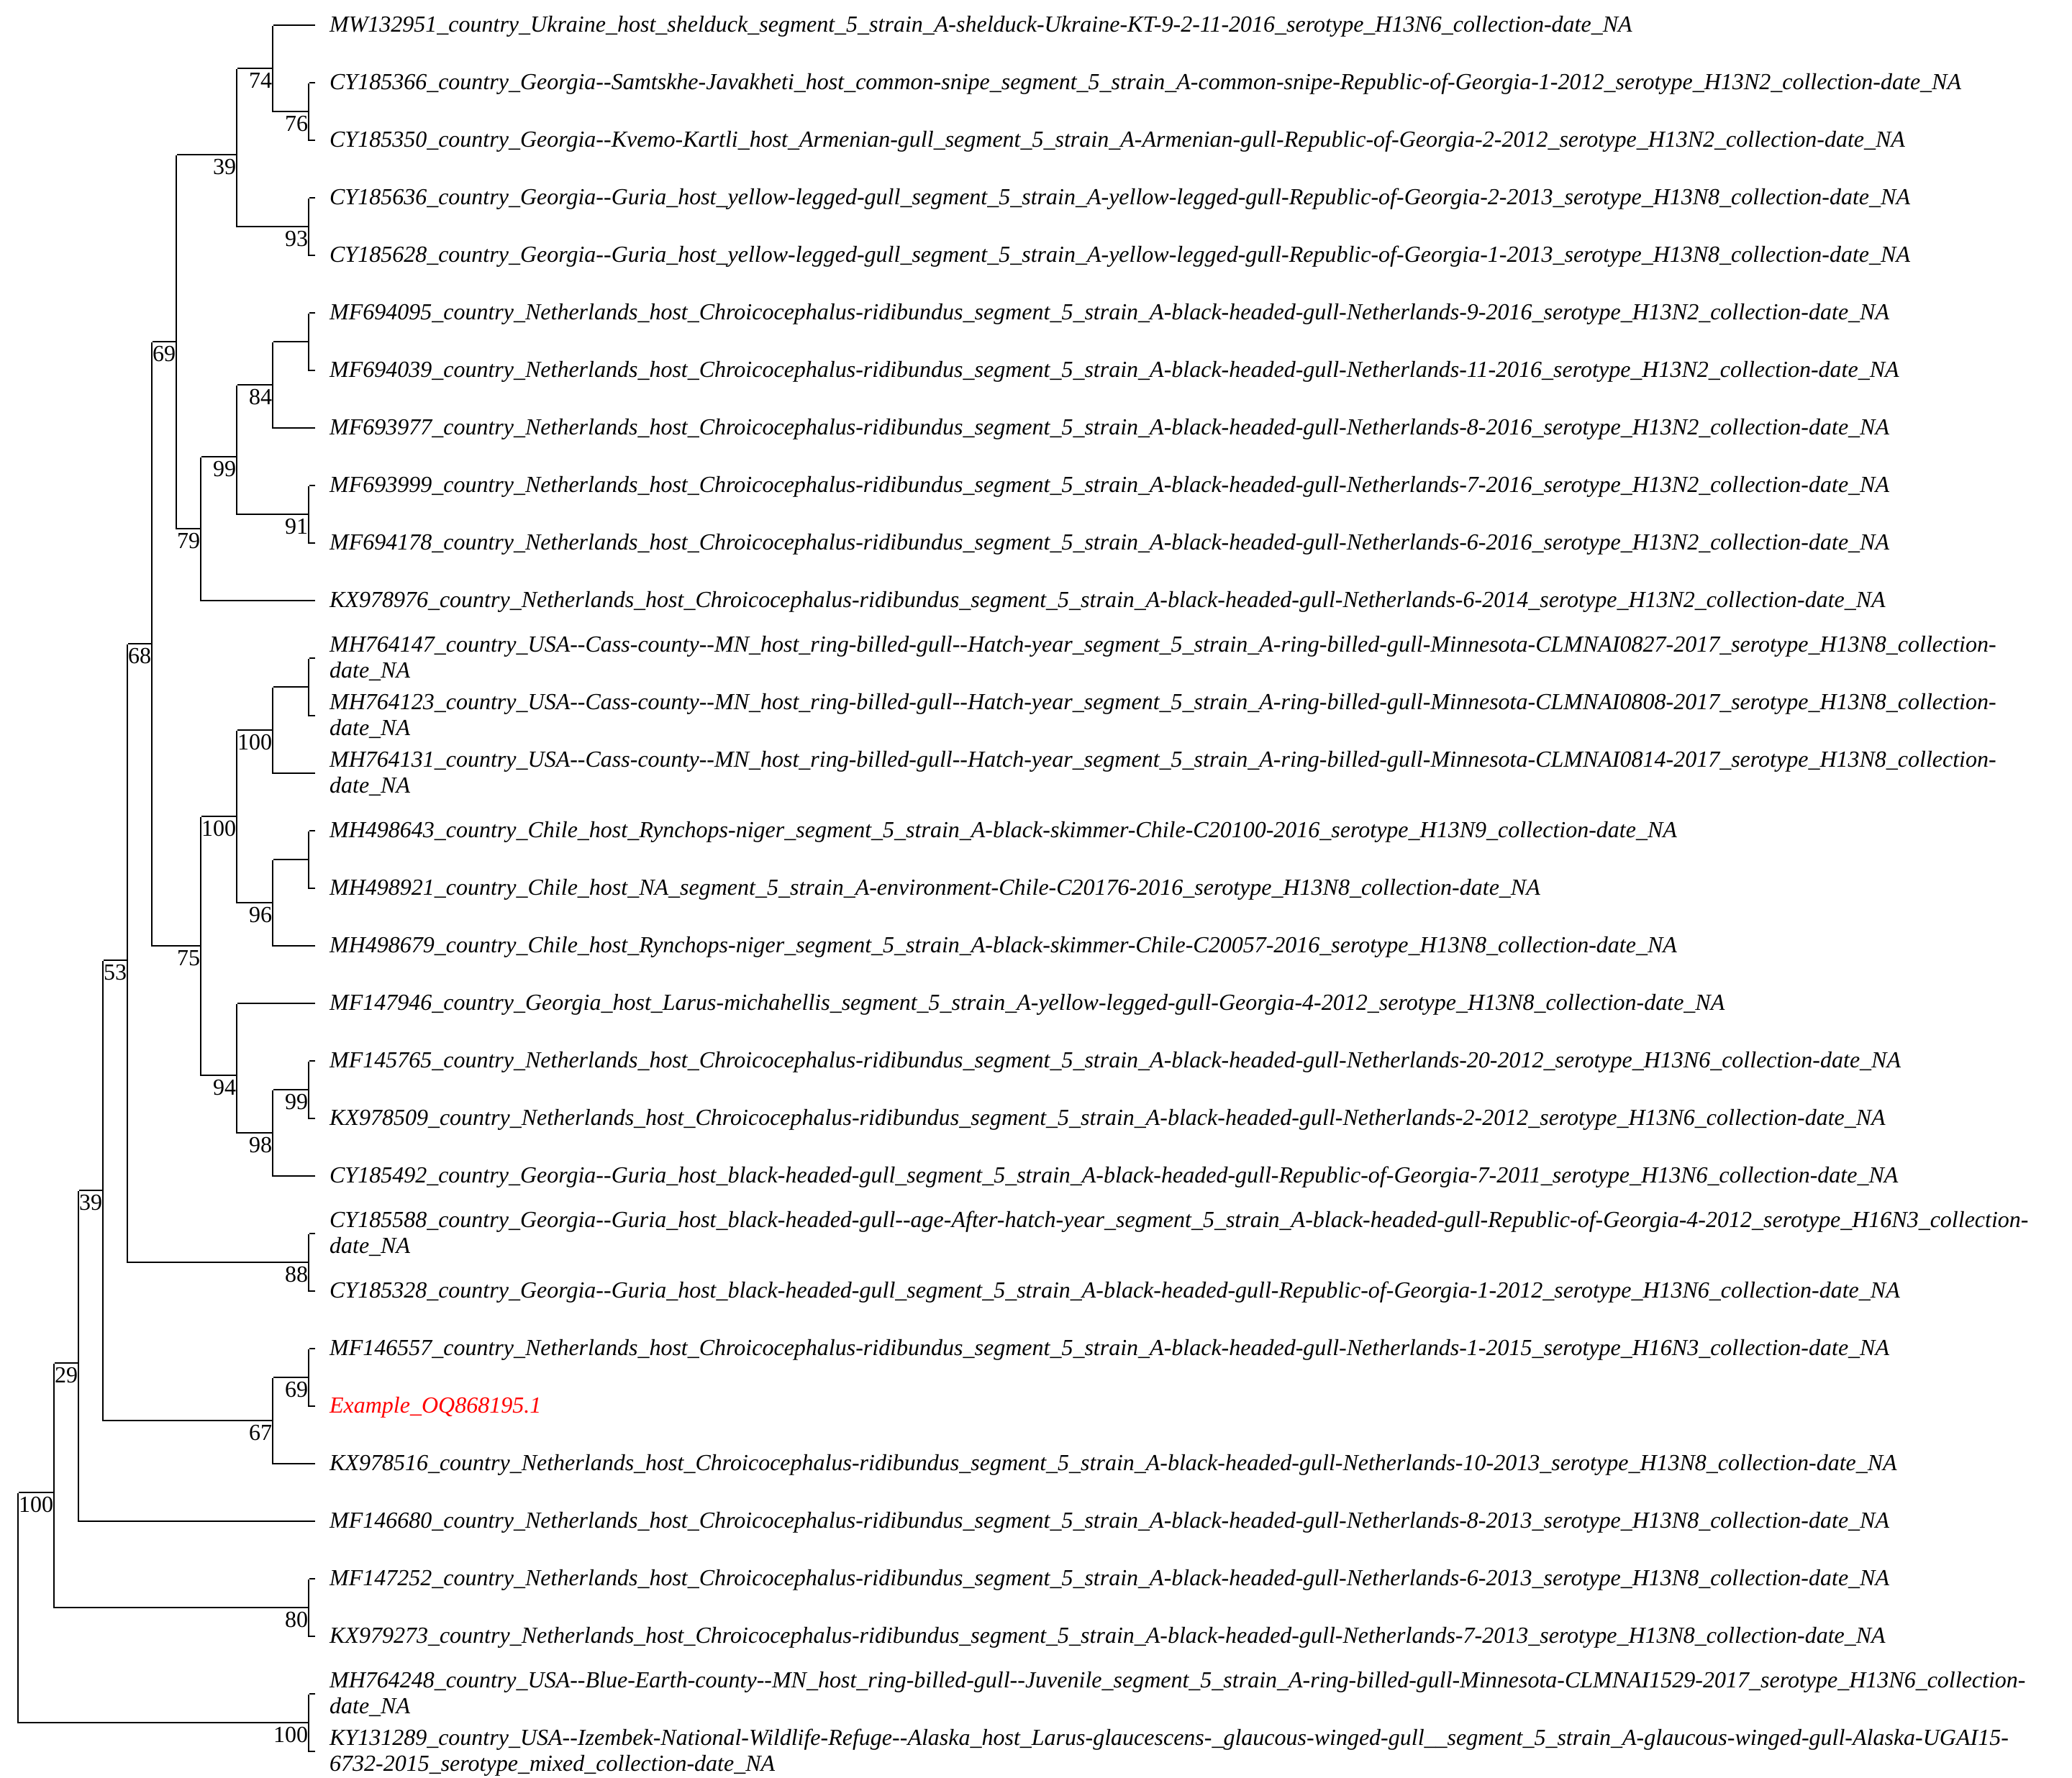 MW132951_country_Ukraine_host_shelduck_segment_5_strain_A-shelduck-Ukraine-KT-9-2-11-2016_serotype_H13N6_collection-date_NA
74
CY185366_country_Georgia--Samtskhe-Javakheti_host_common-snipe_segment_5_strain_A-common-snipe-Republic-of-Georgia-1-2012_serotype_H13N2_collection-date_NA
76
CY185350_country_Georgia--Kvemo-Kartli_host_Armenian-gull_segment_5_strain_A-Armenian-gull-Republic-of-Georgia-2-2012_serotype_H13N2_collection-date_NA
39
CY185636_country_Georgia--Guria_host_yellow-legged-gull_segment_5_strain_A-yellow-legged-gull-Republic-of-Georgia-2-2013_serotype_H13N8_collection-date_NA
93
CY185628_country_Georgia--Guria_host_yellow-legged-gull_segment_5_strain_A-yellow-legged-gull-Republic-of-Georgia-1-2013_serotype_H13N8_collection-date_NA
MF694095_country_Netherlands_host_Chroicocephalus-ridibundus_segment_5_strain_A-black-headed-gull-Netherlands-9-2016_serotype_H13N2_collection-date_NA
69
MF694039_country_Netherlands_host_Chroicocephalus-ridibundus_segment_5_strain_A-black-headed-gull-Netherlands-11-2016_serotype_H13N2_collection-date_NA
84
MF693977_country_Netherlands_host_Chroicocephalus-ridibundus_segment_5_strain_A-black-headed-gull-Netherlands-8-2016_serotype_H13N2_collection-date_NA
99
MF693999_country_Netherlands_host_Chroicocephalus-ridibundus_segment_5_strain_A-black-headed-gull-Netherlands-7-2016_serotype_H13N2_collection-date_NA
91
79
MF694178_country_Netherlands_host_Chroicocephalus-ridibundus_segment_5_strain_A-black-headed-gull-Netherlands-6-2016_serotype_H13N2_collection-date_NA
KX978976_country_Netherlands_host_Chroicocephalus-ridibundus_segment_5_strain_A-black-headed-gull-Netherlands-6-2014_serotype_H13N2_collection-date_NA
68
MH764147_country_USA--Cass-county--MN_host_ring-billed-gull--Hatch-year_segment_5_strain_A-ring-billed-gull-Minnesota-CLMNAI0827-2017_serotype_H13N8_collection-
date_NA
MH764123_country_USA--Cass-county--MN_host_ring-billed-gull--Hatch-year_segment_5_strain_A-ring-billed-gull-Minnesota-CLMNAI0808-2017_serotype_H13N8_collection-
date_NA
100
MH764131_country_USA--Cass-county--MN_host_ring-billed-gull--Hatch-year_segment_5_strain_A-ring-billed-gull-Minnesota-CLMNAI0814-2017_serotype_H13N8_collection-
date_NA
100
MH498643_country_Chile_host_Rynchops-niger_segment_5_strain_A-black-skimmer-Chile-C20100-2016_serotype_H13N9_collection-date_NA
MH498921_country_Chile_host_NA_segment_5_strain_A-environment-Chile-C20176-2016_serotype_H13N8_collection-date_NA
96
MH498679_country_Chile_host_Rynchops-niger_segment_5_strain_A-black-skimmer-Chile-C20057-2016_serotype_H13N8_collection-date_NA
75
53
MF147946_country_Georgia_host_Larus-michahellis_segment_5_strain_A-yellow-legged-gull-Georgia-4-2012_serotype_H13N8_collection-date_NA
MF145765_country_Netherlands_host_Chroicocephalus-ridibundus_segment_5_strain_A-black-headed-gull-Netherlands-20-2012_serotype_H13N6_collection-date_NA
94
99
KX978509_country_Netherlands_host_Chroicocephalus-ridibundus_segment_5_strain_A-black-headed-gull-Netherlands-2-2012_serotype_H13N6_collection-date_NA
98
CY185492_country_Georgia--Guria_host_black-headed-gull_segment_5_strain_A-black-headed-gull-Republic-of-Georgia-7-2011_serotype_H13N6_collection-date_NA
39
CY185588_country_Georgia--Guria_host_black-headed-gull--age-After-hatch-year_segment_5_strain_A-black-headed-gull-Republic-of-Georgia-4-2012_serotype_H16N3_collection-
date_NA
88
CY185328_country_Georgia--Guria_host_black-headed-gull_segment_5_strain_A-black-headed-gull-Republic-of-Georgia-1-2012_serotype_H13N6_collection-date_NA
MF146557_country_Netherlands_host_Chroicocephalus-ridibundus_segment_5_strain_A-black-headed-gull-Netherlands-1-2015_serotype_H16N3_collection-date_NA
29
69
Example_OQ868195.1
67
KX978516_country_Netherlands_host_Chroicocephalus-ridibundus_segment_5_strain_A-black-headed-gull-Netherlands-10-2013_serotype_H13N8_collection-date_NA
100
MF146680_country_Netherlands_host_Chroicocephalus-ridibundus_segment_5_strain_A-black-headed-gull-Netherlands-8-2013_serotype_H13N8_collection-date_NA
MF147252_country_Netherlands_host_Chroicocephalus-ridibundus_segment_5_strain_A-black-headed-gull-Netherlands-6-2013_serotype_H13N8_collection-date_NA
80
KX979273_country_Netherlands_host_Chroicocephalus-ridibundus_segment_5_strain_A-black-headed-gull-Netherlands-7-2013_serotype_H13N8_collection-date_NA
MH764248_country_USA--Blue-Earth-county--MN_host_ring-billed-gull--Juvenile_segment_5_strain_A-ring-billed-gull-Minnesota-CLMNAI1529-2017_serotype_H13N6_collection-
date_NA
100
KY131289_country_USA--Izembek-National-Wildlife-Refuge--Alaska_host_Larus-glaucescens-_glaucous-winged-gull__segment_5_strain_A-glaucous-winged-gull-Alaska-UGAI15-
6732-2015_serotype_mixed_collection-date_NA